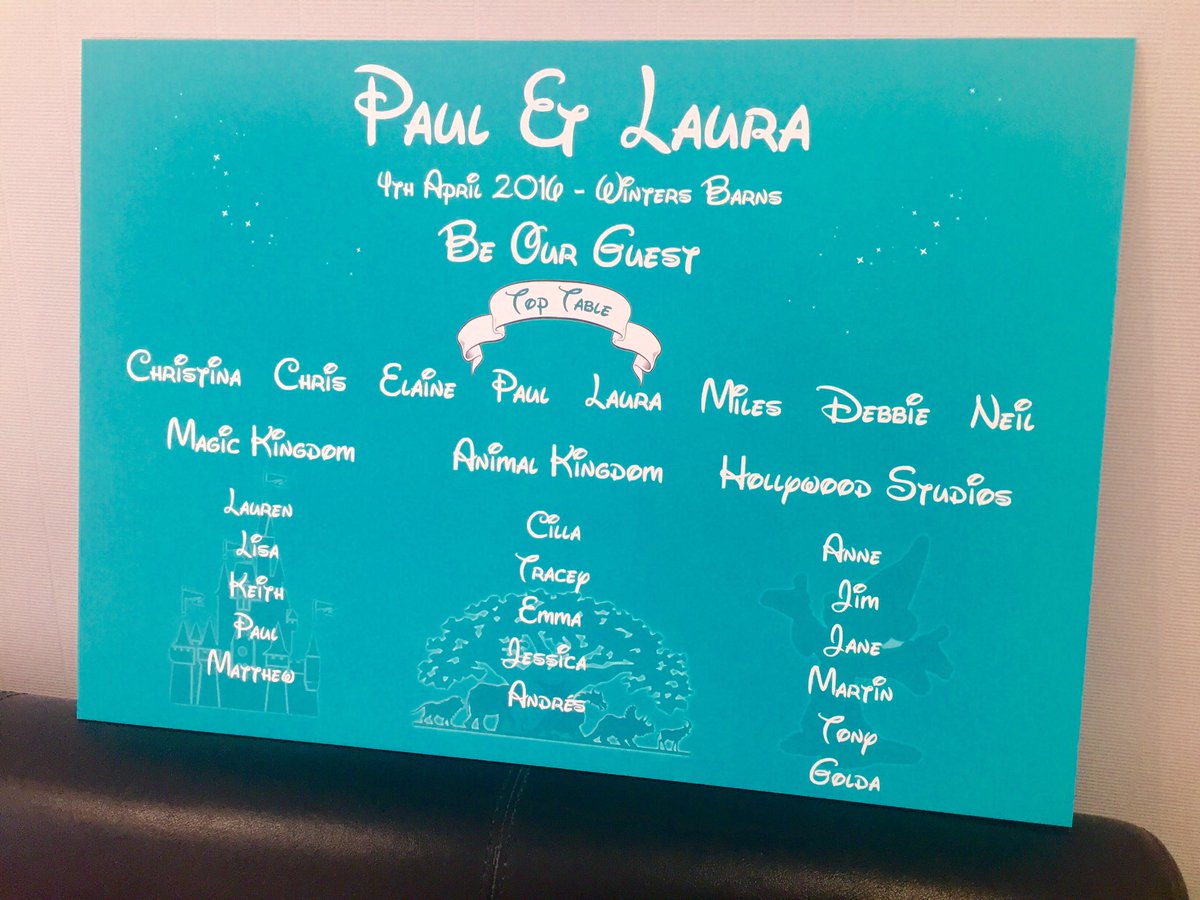 Paul & Laura
4th April 2016 - Winters Barns
Be Our Guest
Top Table
Christina Chris Elaine Paul Laura Miles Debbie Neil
Magic Kingdom
Lauren
Lisa
Keith
Paul
Matthew
Animal Kingdom
Cilla
Tracey
Emma
Jessica
Andrés
Hollywood Studios
Anne
Jim
Jane
Martin
Tony
Golda